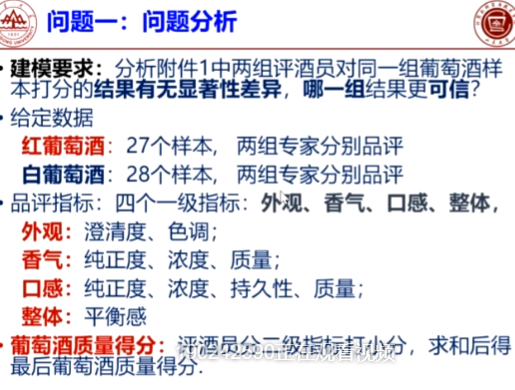 问题一：问题分析
• 建模要求：分析附件1中两组评酒员对同一组葡萄酒样
本打分的结果有无显著性差异，哪一组结果更可信？
• 给定数据
红葡萄酒：27个样本， 两组专家分别品评
白葡萄酒：28个样本， 两组专家分别品评
• 品评指标：四个一级指标：外观、香气、口感、整体，
外观：澄清度、色调；
香气：纯正度、浓度、质量；
口感：纯正度、浓度、持久性、质量；
整体：平衡感
• 葡萄酒质量得分：评酒员分二级指标打小分，求和后得
正在观看视频
最后葡萄酒质量得分.